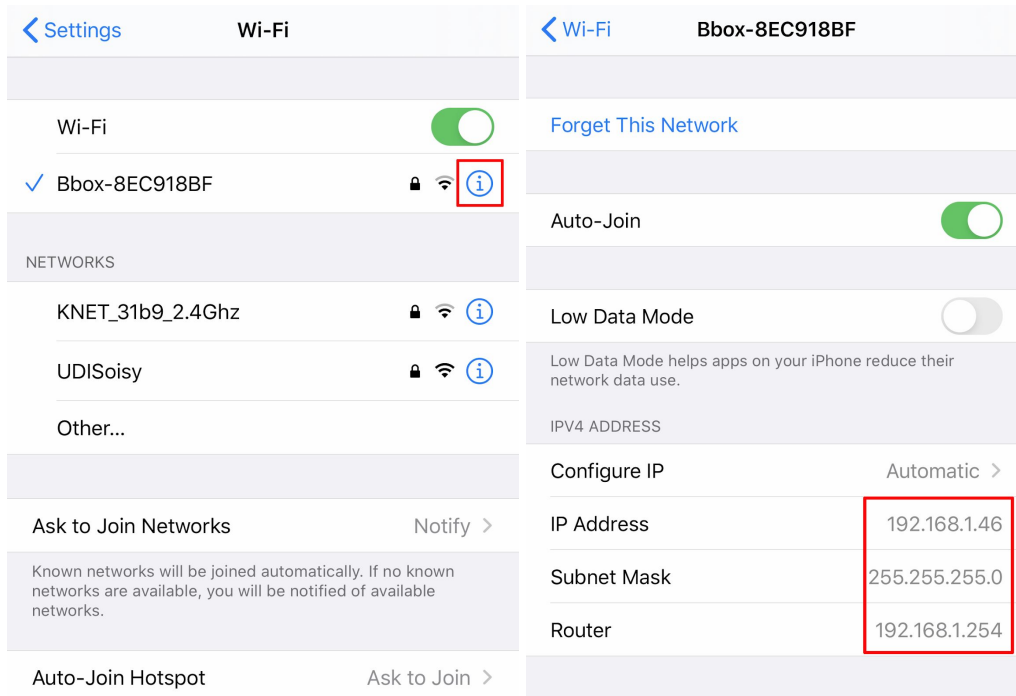 Settings
Wi-Fi
Wi-Fi
Bbox-8EC918BF
NETWORKS
KNET_31b9_2.4Ghz
UDISoisy
Other...
Ask to Join Networks Notify
Known networks will be joined automatically. If no known
networks are available, you will be notified of available
networks.
Auto-Join Hotspot Ask to Join
Wi-Fi
Bbox-8EC918BF
Forget This Network
Auto-Join
Low Data Mode
Low Data Mode helps apps on your iPhone reduce their
network data use.
IPV4 ADDRESS
Configure IP Automatic
IP Address 192.168.1.46
Subnet Mask 255.255.255.0
Router 192.168.1.254